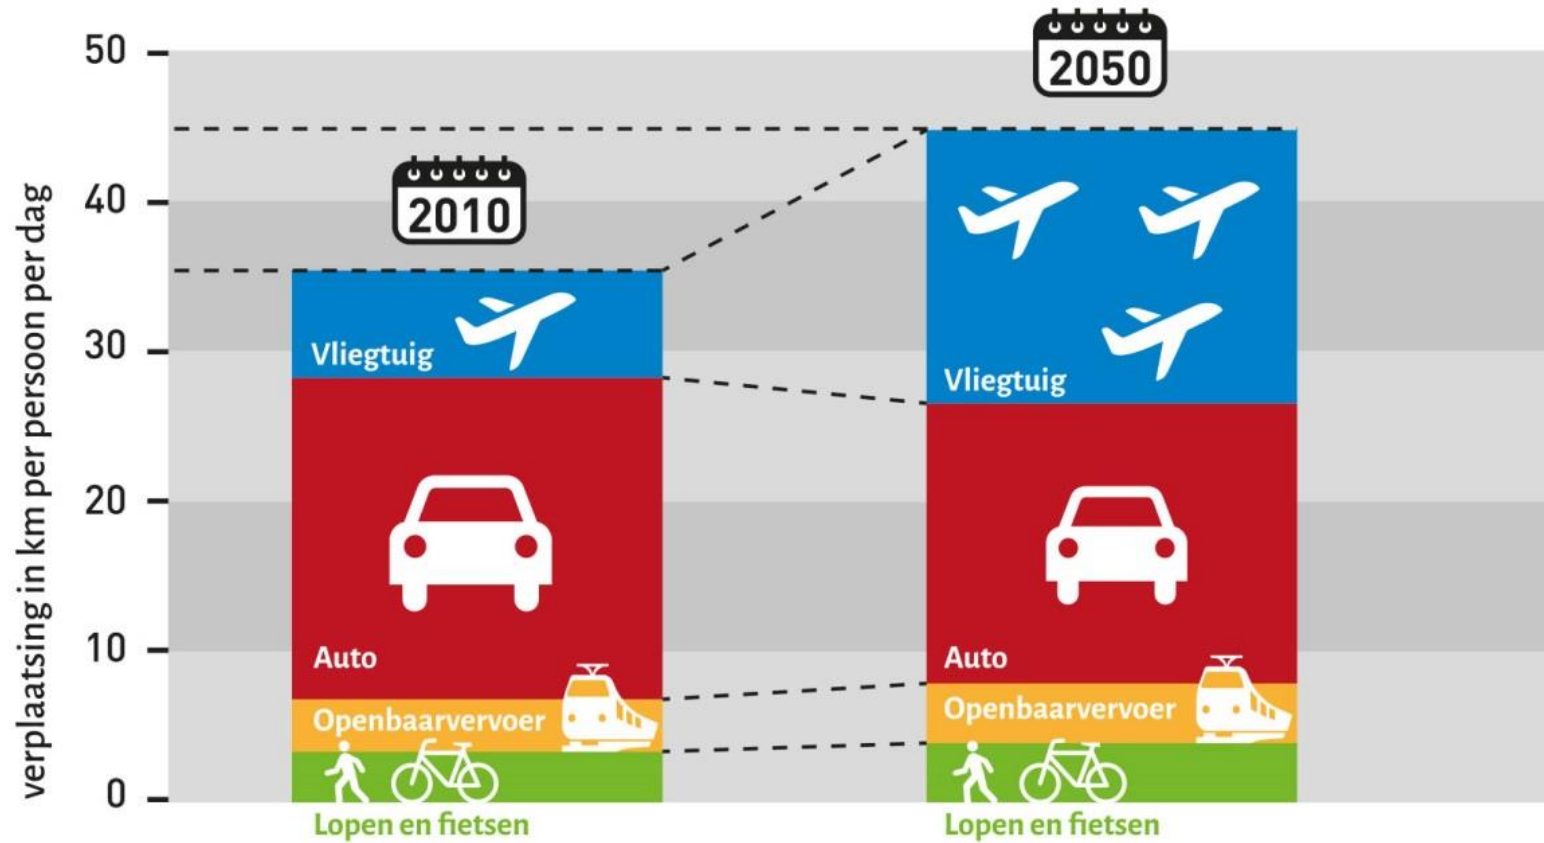 verplaatsing in km per persoon per dag
50
40
30
20
10
0
2010
Vliegtuig
Auto
Openbaarvervoer
Lopen en fietsen
2050
Vliegtuig
Auto
Openbaarvervoer
Lopen en fietsen